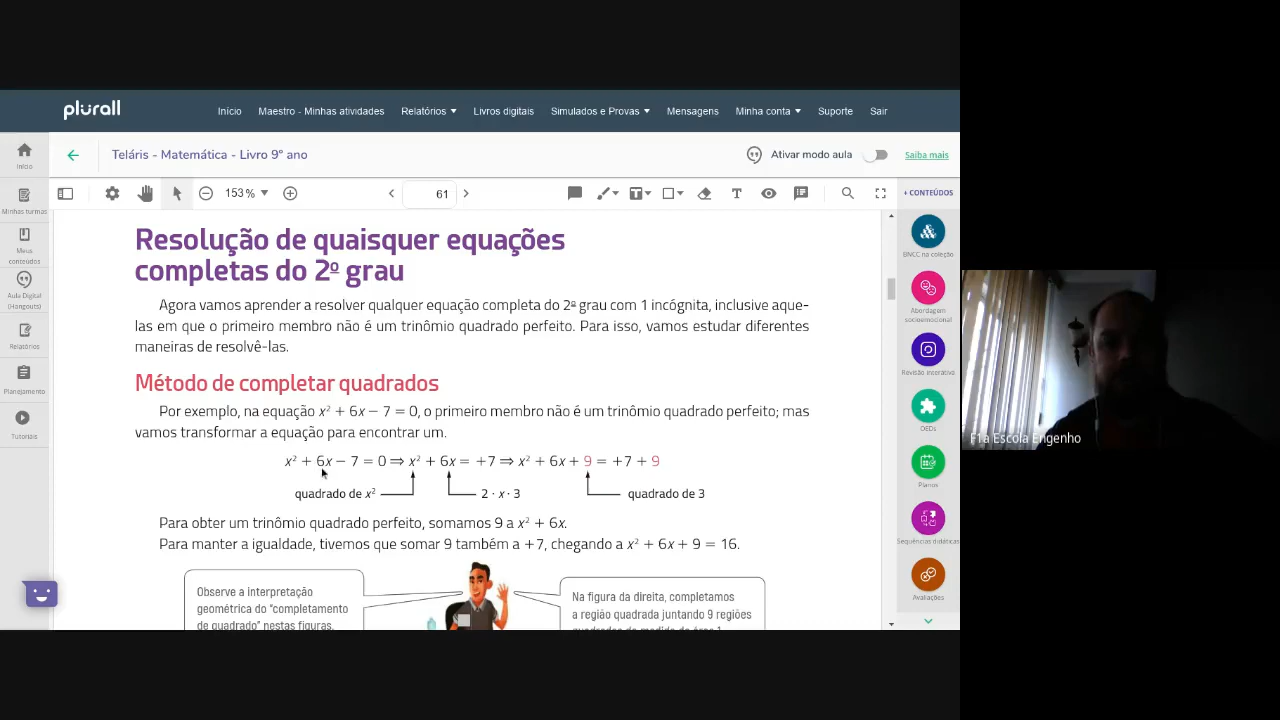 plurall
Início Maestro - Minhas atividades Relatórios Livros digitais Simulados e Provas Mensagens Minha conta Suporte Sair
Teláris - Matemática - Livro 9º ano
Ativar modo aula Saiba mais
153 % 61
+ CONTEÚDOS
Início
Minhas turmas
Meus
conteúdos
Aula Digital
(Hangouts)
Relatórios
Planejamento
Tutoriais
Resolução de quaisquer equações
completas do 2º grau
Agora vamos aprender a resolver qualquer equação completa do 2º grau com 1 incógnita, inclusive aque-
las em que o primeiro membro não é um trinômio quadrado perfeito. Para isso, vamos estudar diferentes
maneiras de resolvê-las.
Método de completar quadrados
Por exemplo, na equação x² + 6x − 7 = 0, o primeiro membro não é um trinômio quadrado perfeito; mas
vamos transformar a equação para encontrar um.
x² + 6x − 7 = 0 ⇒ x² + 6x = +7 ⇒ x² + 6x + 9 = +7 + 9
quadrado de x² 2 · x · 3 quadrado de 3
Para obter um trinômio quadrado perfeito, somamos 9 a x² + 6x.
Para manter a igualdade, tivemos que somar 9 também a +7, chegando a x² + 6x + 9 = 16.
Observe a interpretação
geométrica do "completamento
de quadrado" nestas figuras.
Na figura da direita, completamos
a região quadrada juntando 9 regiões
quadradas de medida de área 1
BNCC na coleção
Abordagem
socioemocional
Revisão interativa
OEDs
Planos
Sequências didáticas
Avaliações
F1a Escola Engenho